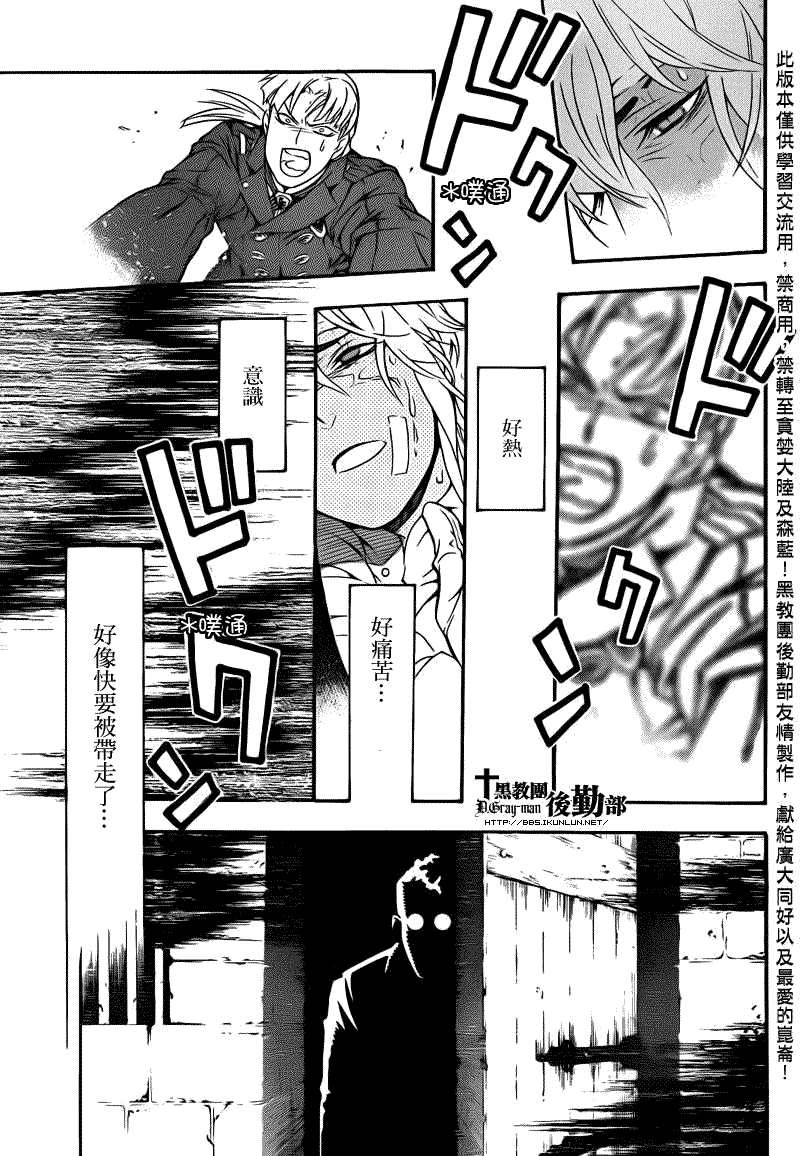 ドクン
*噗通
ドクン
好熱
好痛苦…
意識
ドクン
*噗通
好像快要被帶走了…
黑教團
D.Gray-man 後勤部
HTTP://BBS.IKUNLUN.NET/
此版本僅供學習交流用，禁商用，禁轉至貪婪大陸及森藍！黑教團後勤部友情製作，獻給廣大同好以及最愛的崑崙！